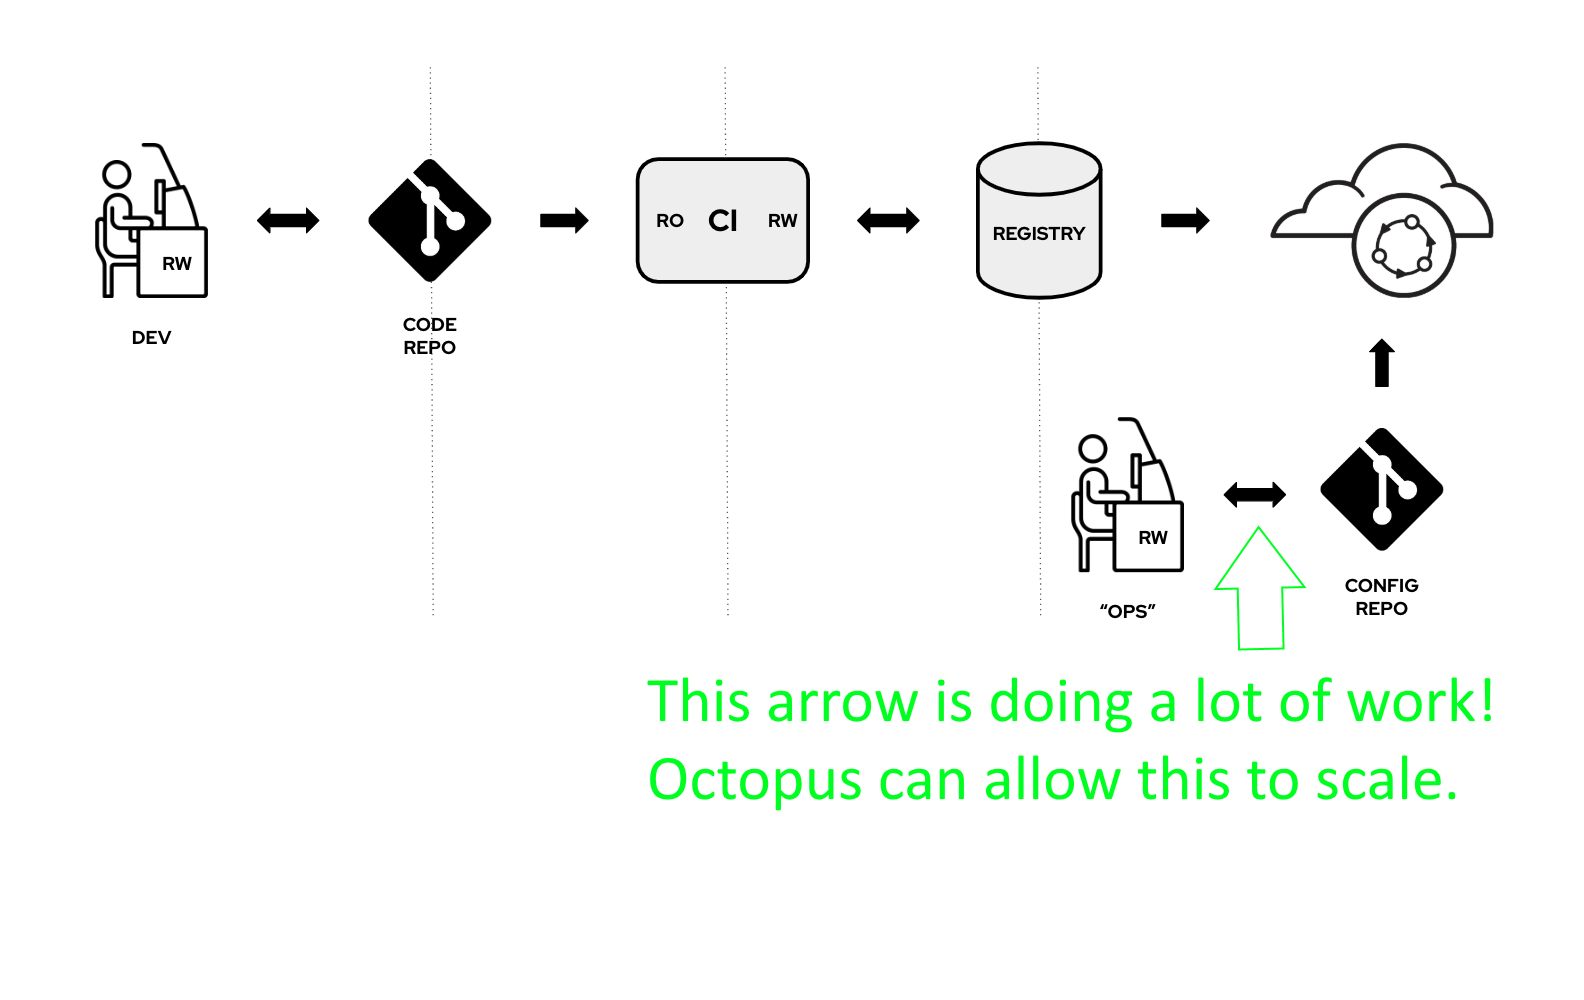 RW
DEV
CODE
REPO
RO CI RW
REGISTRY
RW
“OPS”
CONFIG
REPO
This arrow is doing a lot of work!
Octopus can allow this to scale.